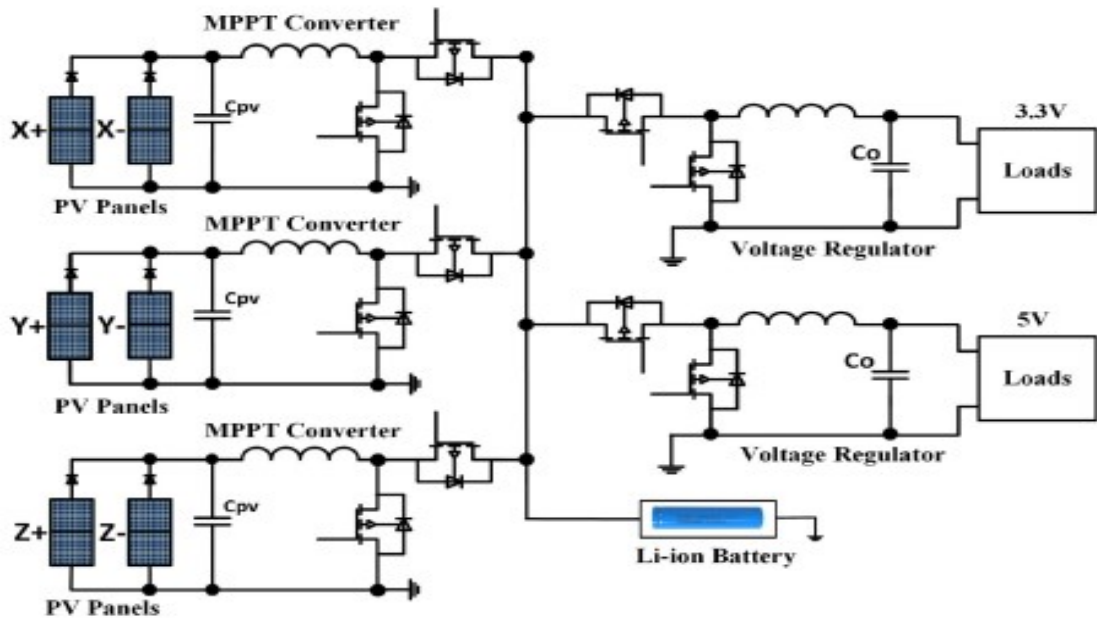 MPPT Converter
X+
X-
Cpv
PV Panels
MPPT Converter
Y+
Y-
Cpv
PV Panels
MPPT Converter
Z+
Z-
Cpv
PV Panels
3.3V
Co
Loads
Voltage Regulator
5V
Co
Loads
Voltage Regulator
Li-ion Battery